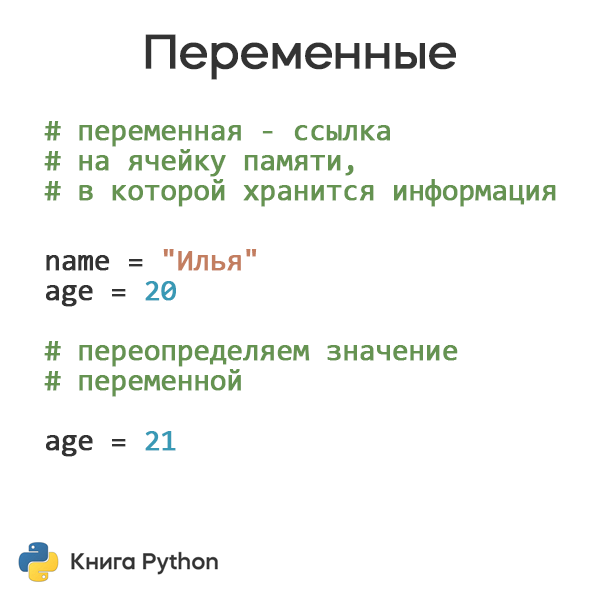 Переменные
# переменная - ссылка
# на ячейку памяти,
# в которой хранится информация
name = "Илья"
age = 20
# переопределяем значение
# переменной
age = 21
Книга Python